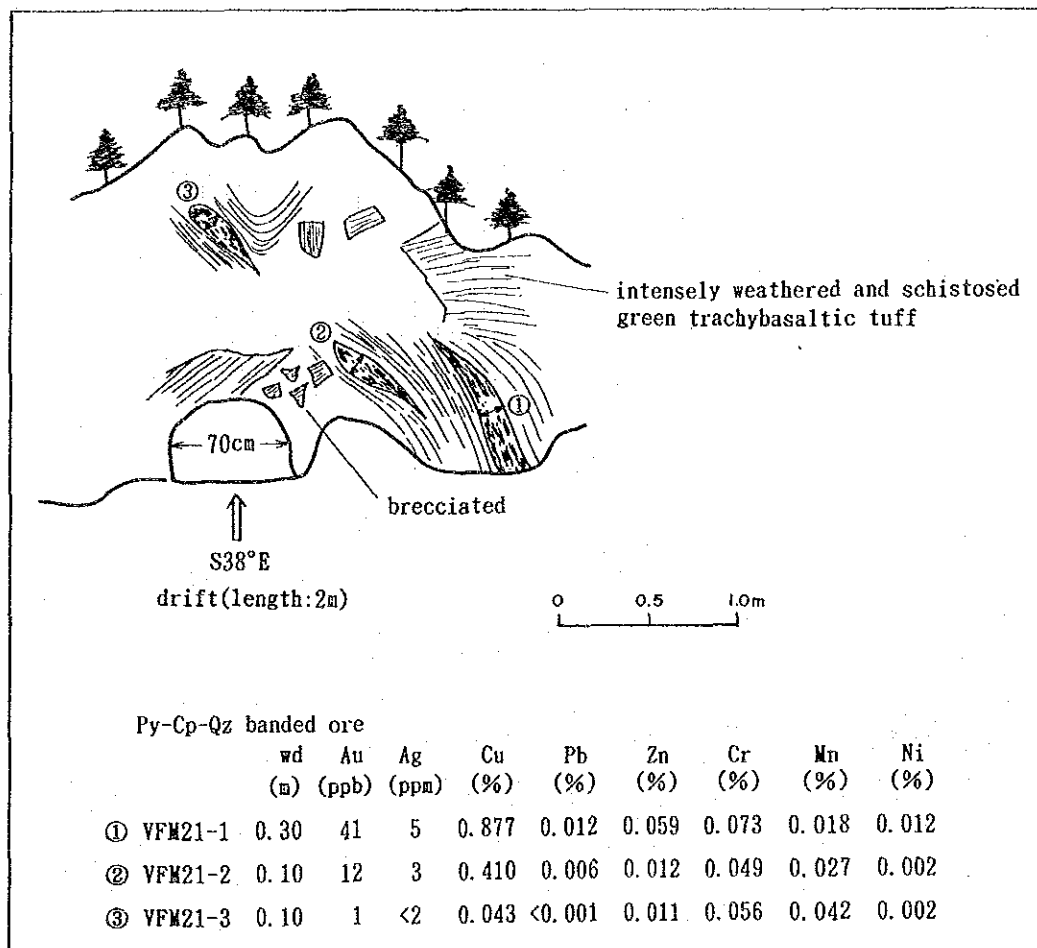 ③
intensely weathered and schistosed
green trachybasaltic tuff
②
①
70cm
brecciated
S38°E
drift(length:2m)
0 0.5 1.0m
Py-Cp-Qz banded ore
wd Au Ag Cu Pb Zn Cr Mn Ni
(m) (ppb) (ppm) (%) (%) (%) (%) (%) (%)
① VFM21-1 0.30 41 5 0.877 0.012 0.059 0.073 0.018 0.012
② VFM21-2 0.10 12 3 0.410 0.006 0.012 0.049 0.027 0.002
③ VFM21-3 0.10 1 <2 0.043 <0.001 0.011 0.056 0.042 0.002